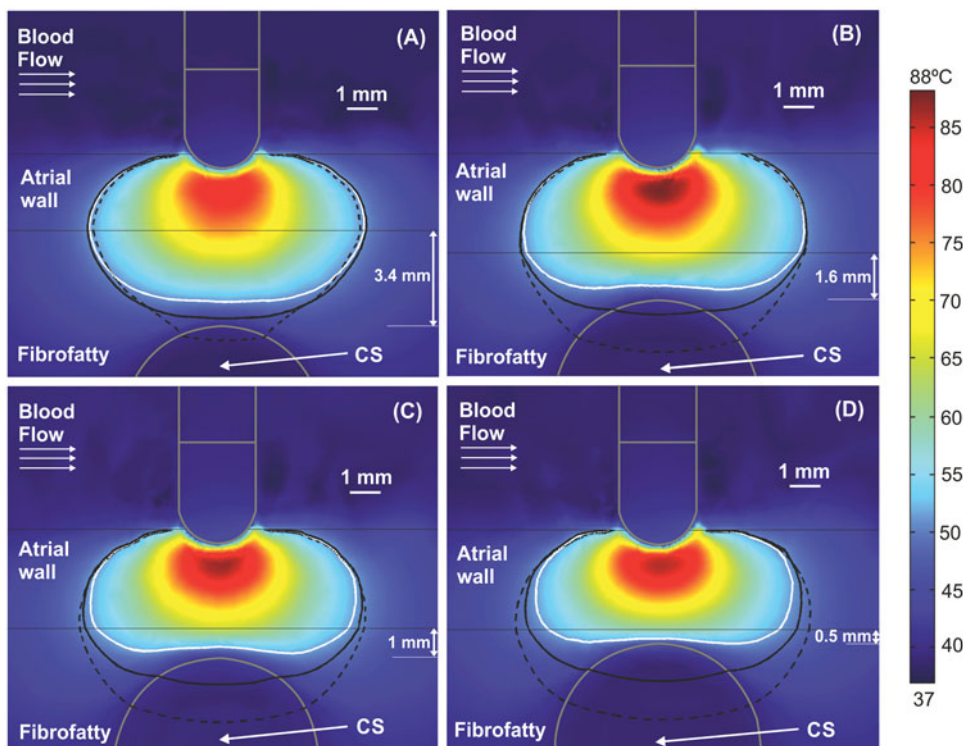 (A)
Blood
Flow
1 mm
Atrial
wall
3.4 mm
Fibrofatty
CS
(B)
Blood
Flow
1 mm
Atrial
wall
1.6 mm
Fibrofatty
CS
(C)
Blood
Flow
1 mm
Atrial
wall
1 mm
Fibrofatty
CS
(D)
Blood
Flow
1 mm
Atrial
wall
0.5 mm
Fibrofatty
CS
88ºC
85
80
75
70
65
60
55
50
45
40
37